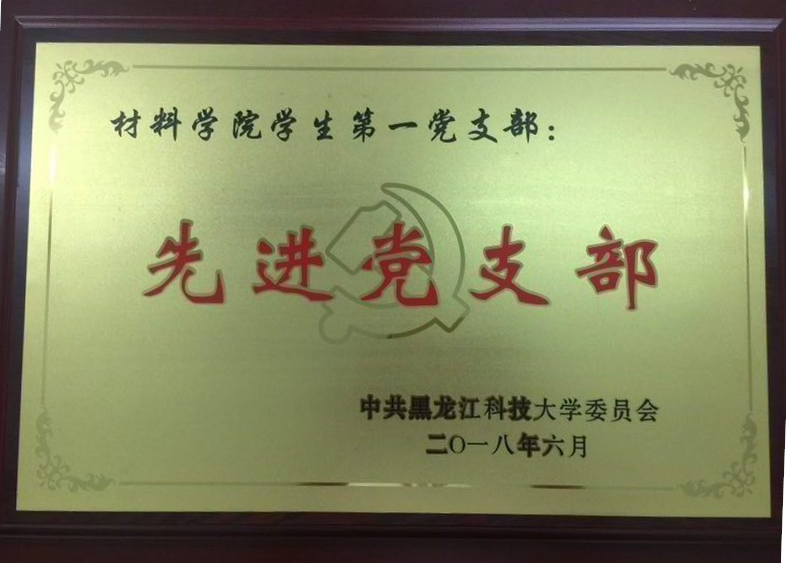 材料学院学生第一党支部：
先进党支部
中共黑龙江科技大学委员会
二〇一八年六月